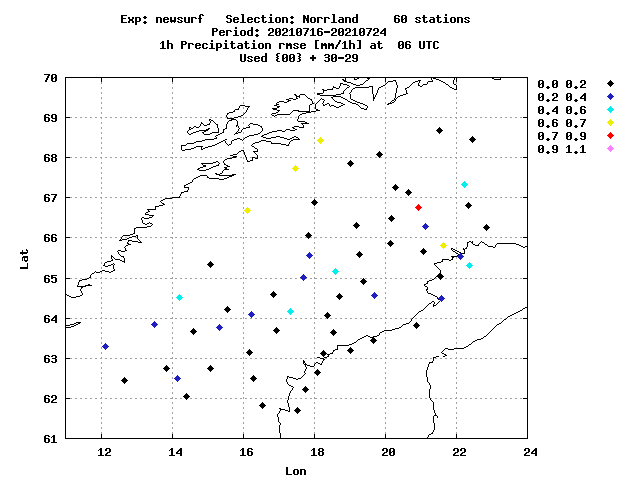 Exp: newsurf   Selection: Norrland     60 stations
Period: 20210716-20210724
1h Precipitation rmse [mm/1h] at  06 UTC
Used {00} + 30-29
0.0 0.2
0.2 0.4
0.4 0.6
0.6 0.7
0.7 0.9
0.9 1.1
70
69
68
67
66
65
64
63
62
61
Lat
12 14 16 18 20 22 24
Lon